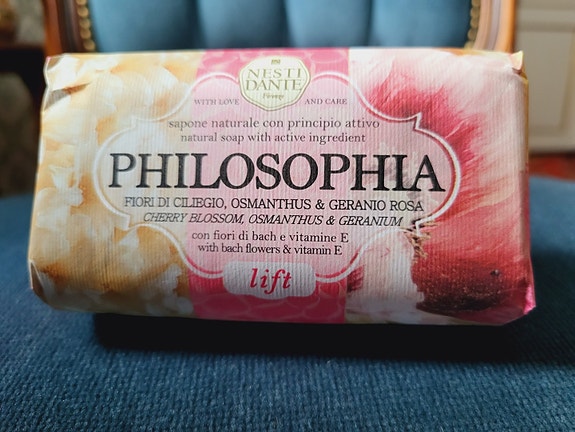 NESTI
DANTE
Firenze
WITH LOVE AND CARE
sapone naturale con principio attivo
natural soap with active ingredient
PHILOSOPHIA
FIORI DI CILIEGIO, OSMANTHUS & GERANIO ROSA
CHERRY BLOSSOM, OSMANTHUS & GERANIUM
con fiori di bach e vitamine E
with bach flowers & vitamin E
lift